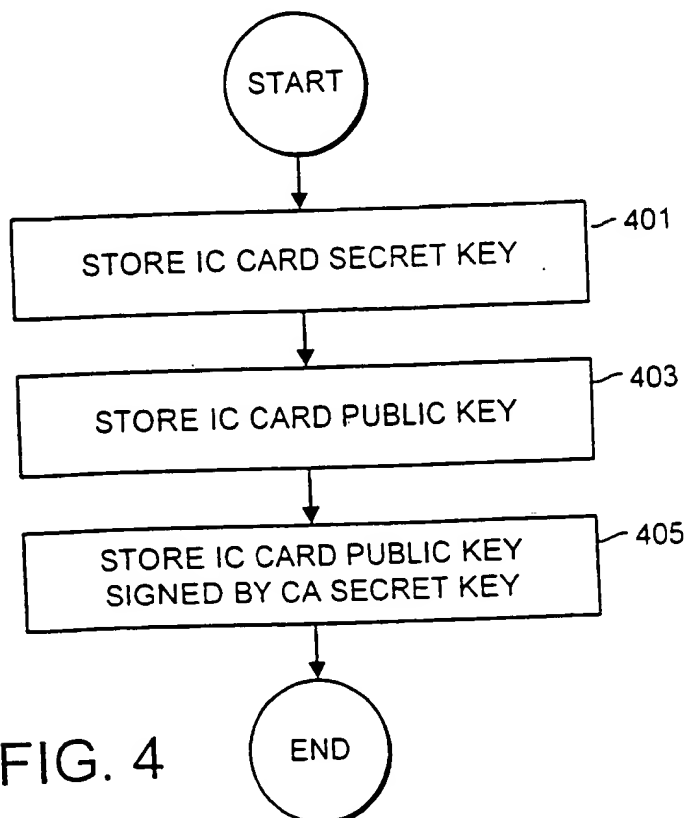 START
401
STORE IC CARD SECRET KEY
403
STORE IC CARD PUBLIC KEY
405
STORE IC CARD PUBLIC KEY
SIGNED BY CA SECRET KEY
END
FIG. 4